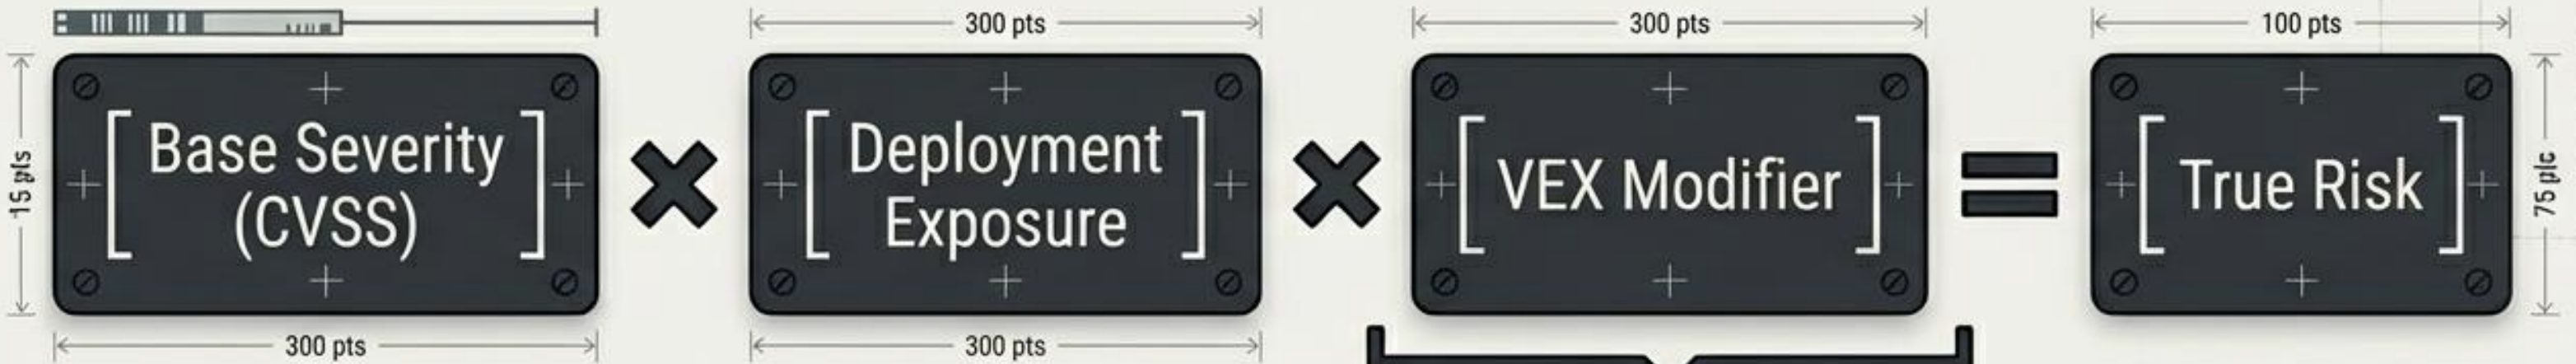 300 pts
300 pts
100 pts
15 pts
Base Severity
(CVSS)
×
Deployment
Exposure
×
VEX Modifier
=
True Risk
75 plc
300 pts
300 pts